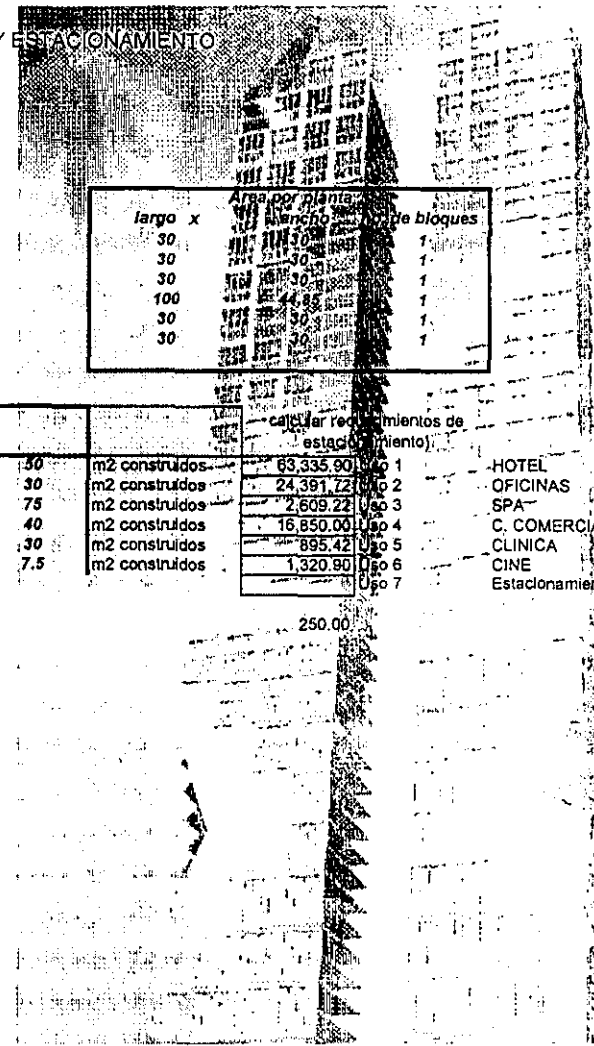 Y ESTACIONAMIENTO
Area por planta
largo x ancho no. de bloques
30 30 1
30 30 1
30 30 1
100 44.85 1
30 30 1
30 30 1
calcular requerimientos de
estacionamiento)
50 m2 construidos 63,335.90 Uso 1 HOTEL
30 m2 construidos 24,391.72 Uso 2 OFICINAS
75 m2 construidos 2,609.22 Uso 3 SPA
40 m2 construidos 16,850.00 Uso 4 C. COMERCIA
30 m2 construidos 895.42 Uso 5 CLINICA
7.5 m2 construidos 1,320.90 Uso 6 CINE
Uso 7 Estacionamie
250.00